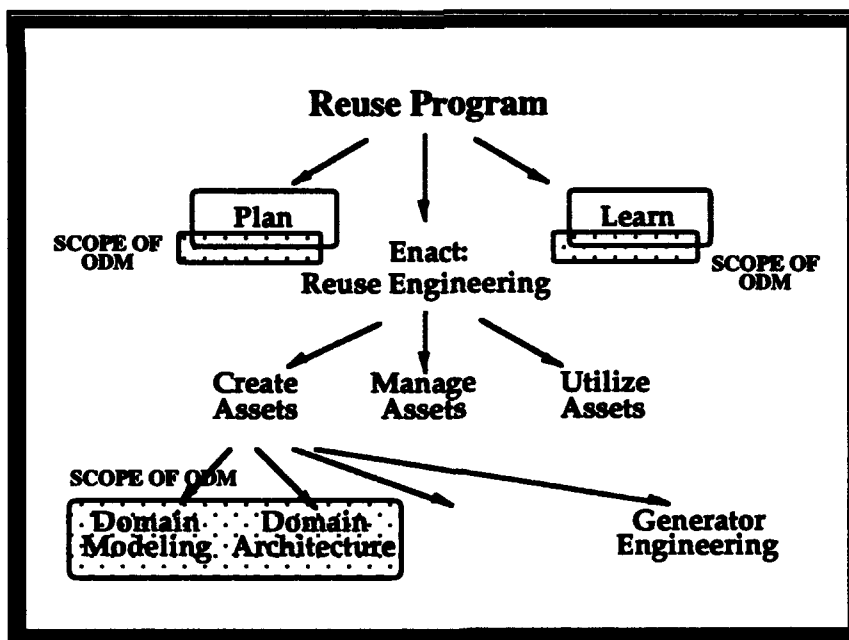 Reuse Program
Plan
Learn
SCOPE OF
ODM
Enact:
Reuse Engineering
SCOPE OF
ODM
Create
Assets
Manage
Assets
Utilize
Assets
SCOPE OF ODM
Domain
Modeling
Domain
Architecture
Generator
Engineering